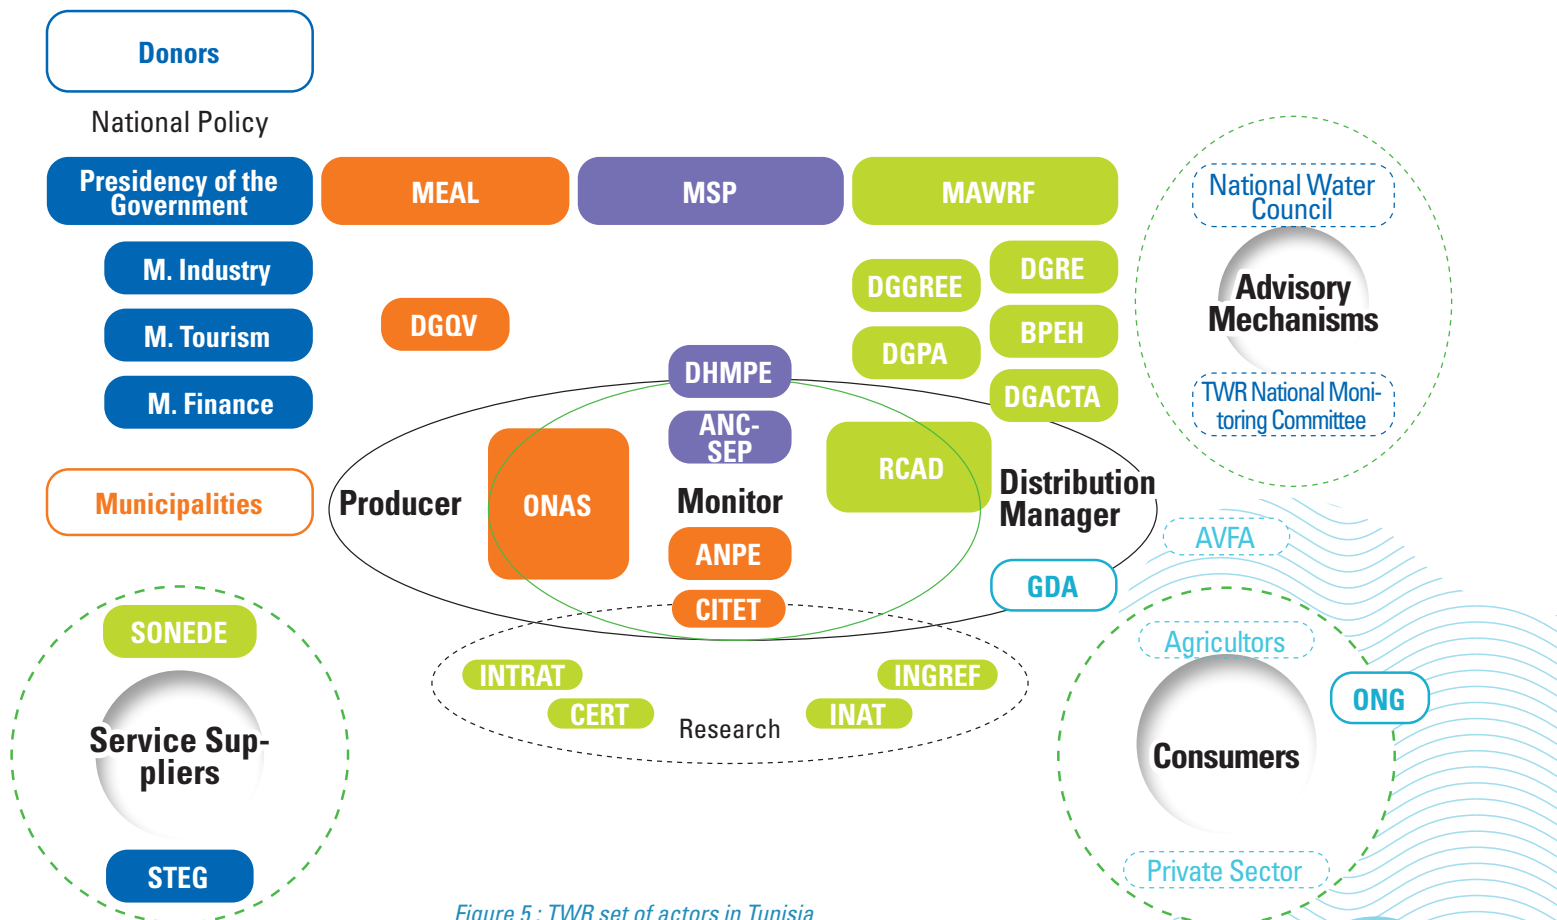 Donors
National Policy
Presidency of the
Government
MEAL
MSP
MAWRF
M. Industry
M. Tourism
M. Finance
DGQV
DGGREE
DGRE
DGPA
BPEH
DGACTA
National Water
Council
Advisory
Mechanisms
TWR National Moni-
toring Committee
DHMPE
ANC-
SEP
Municipalities
Producer
ONAS
Monitor
RCAD
Distribution
Manager
ANPE
CITET
GDA
AVFA
SONEDE
Service Sup-
pliers
STEG
INTRAT
CERT
Research
INAT
INGREF
Agricultors
ONG
Consumers
Private Sector
Figure 5 : TWR set of actors in Tunisia